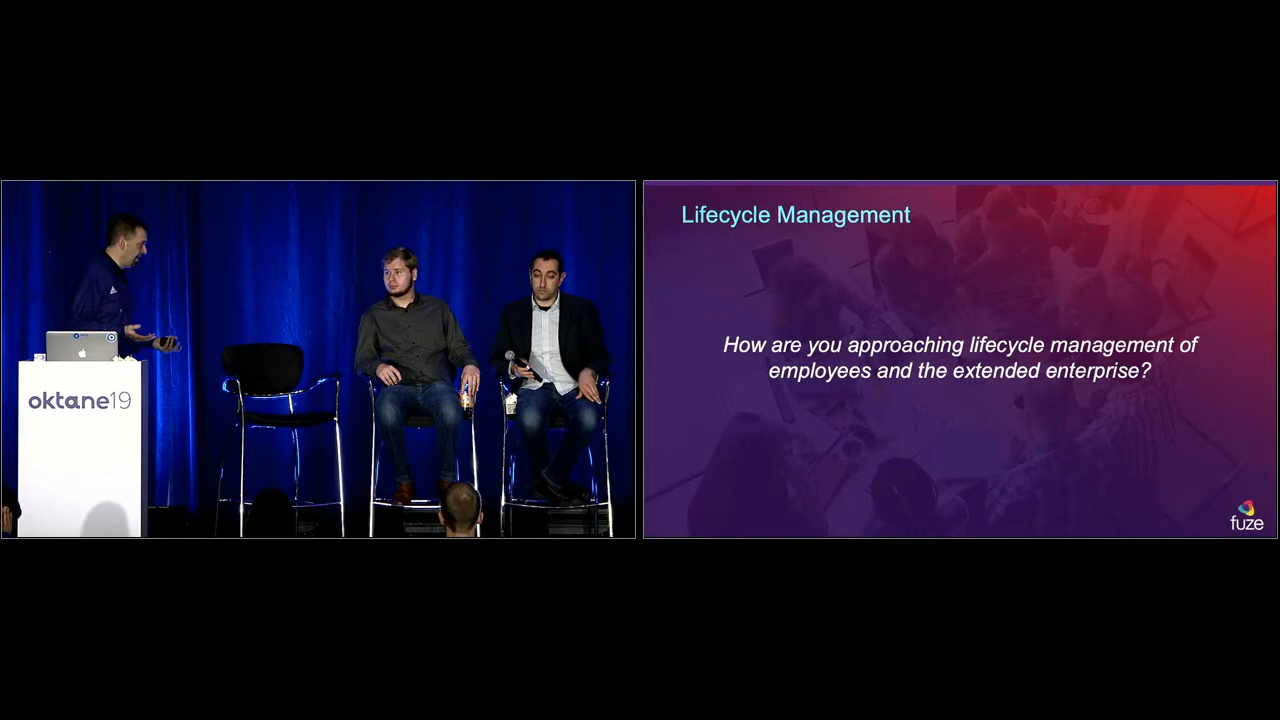 oktane19
Lifecycle Management
How are you approaching lifecycle management of
employees and the extended enterprise?
fuze